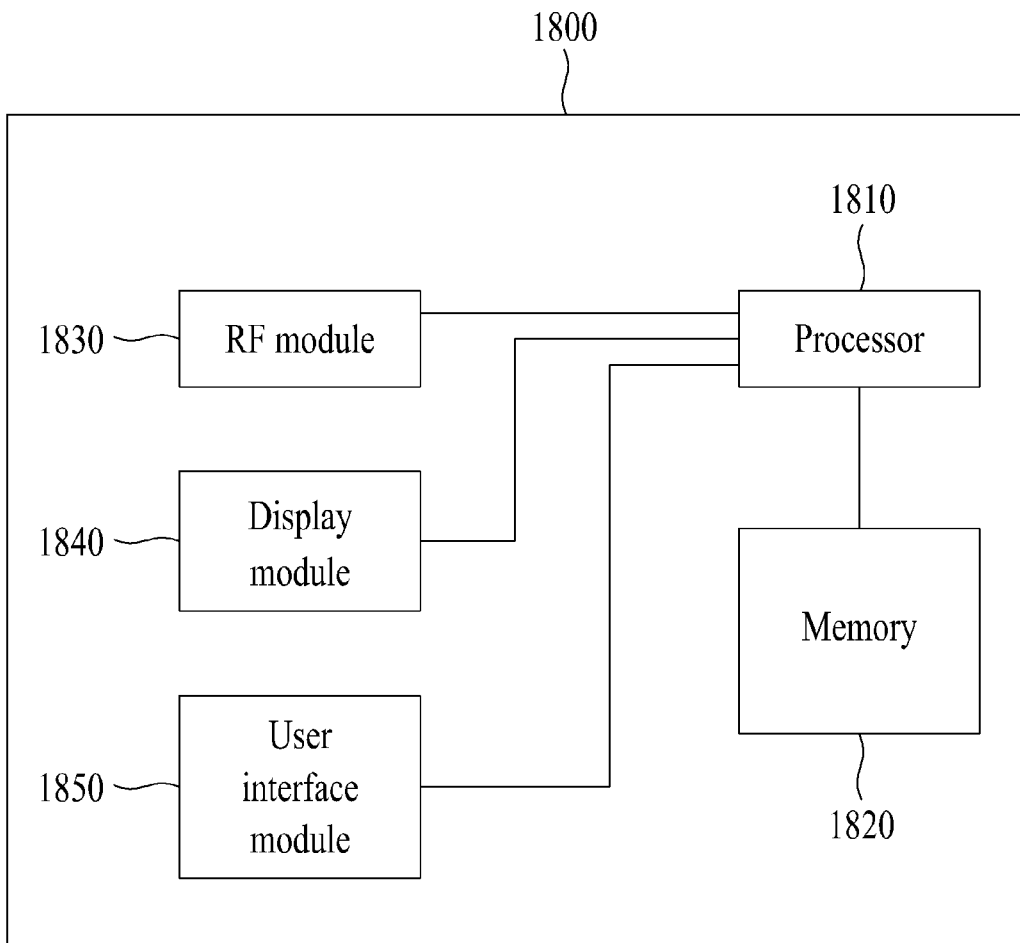 1800
1810
1830
RF module
Processor
1840
Display
module
Memory
1850
User
interface
module
1820